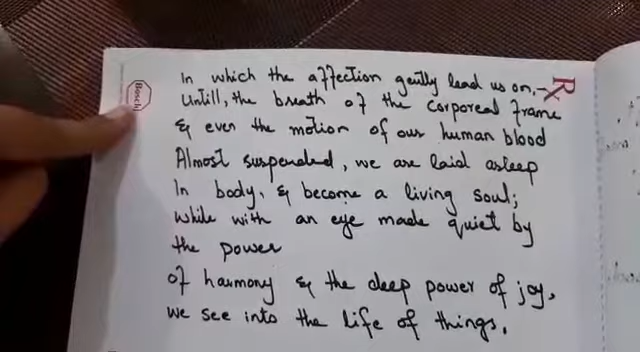 In which the affection gently lead us on,-
Untill, the breath of the corporeal frame
& even the motion of our human blood
Almost suspended, we are laid asleep
In body, & become a living soul;
while with an eye made quiet by
the power
of harmony & the deep power of joy,
we see into the life of things.
Bosch
Rx